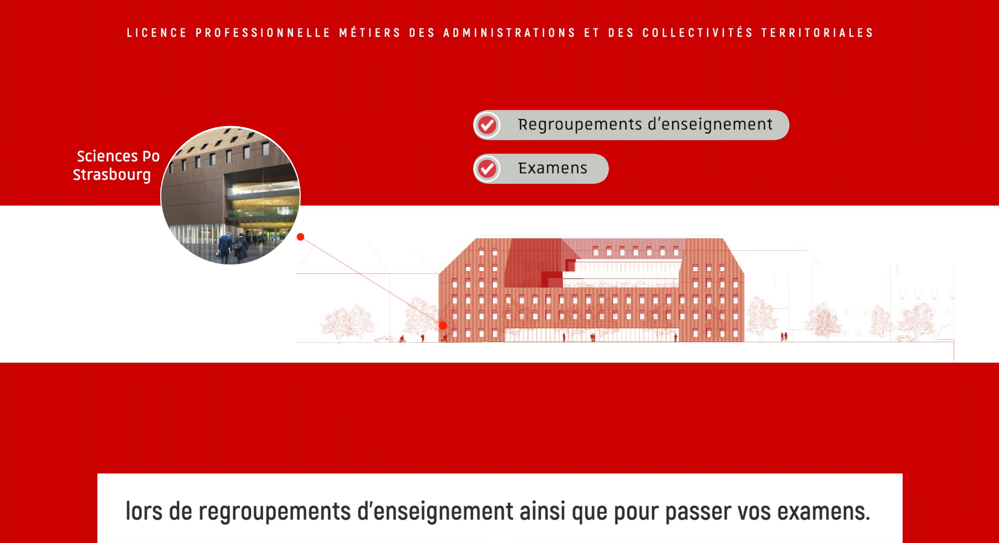 LICENCE PROFESSIONNELLE MÉTIERS DES ADMINISTRATIONS ET DES COLLECTIVITÉS TERRITORIALES
Sciences Po
Strasbourg
Regroupements d'enseignement
Examens
lors de regroupements d'enseignement ainsi que pour passer vos examens.